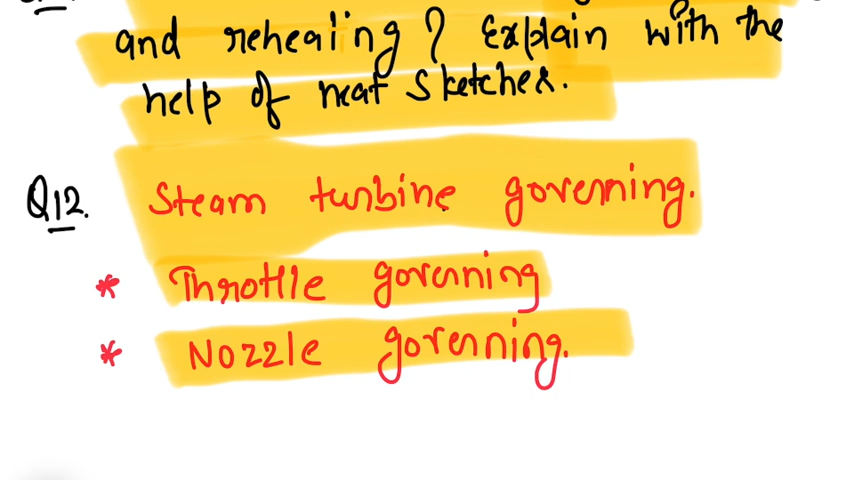 and reheating ? Explain with the
help of neat sketches.
Q12. Steam turbine governing.
* Throttle governing
* Nozzle governing.